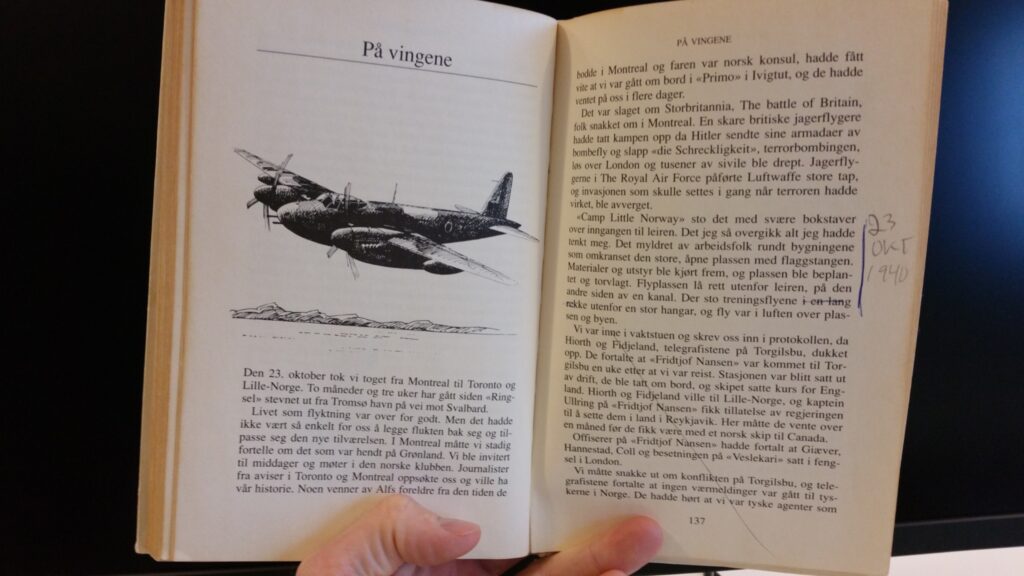 På vingene
Den 23. oktober tok vi toget fra Montreal til Toronto og
Lille-Norge. To måneder og tre uker har gått siden «Ring-
sel» stevnet ut fra Tromsø havn på vei mot Svalbard.
Livet som flyktning var over for godt. Men det hadde
ikke vært så enkelt for oss å legge flukten bak seg og til-
passe seg den nye tilværelsen. I Montreal måtte vi stadig
fortelle om det som var hendt på Grønland. Vi ble invitert
til middager og møter i den norske klubben. Journalister
fra aviser i Toronto og Montreal oppsøkte oss og ville ha
vår historie. Noen venner av Alfs foreldre fra den tiden de
PÅ VINGENE
bodde i Montreal og faren var norsk konsul, hadde fått
vite at vi var gått om bord i «Primo» i Ivigtut, og de hadde
ventet på oss i flere dager.
Det var slaget om Storbritannia, The battle of Britain,
folk snakket om i Montreal. En skare britiske jagerflygere
hadde tatt kampen opp da Hitler sendte sine armadaer av
bombefly og slapp «die Schreckligkeit», terrorbombingen,
løs over London og tusener av sivile ble drept. Jagerfly-
gerne i The Royal Air Force påførte Luftwaffe store tap,
og invasjonen som skulle settes i gang når terroren hadde
virket, ble avverget.
«Camp Little Norway» sto det med svære bokstaver
over inngangen til leiren. Det jeg så overgikk alt jeg hadde
tenkt meg. Det myldret av arbeidsfolk rundt bygningene
som omkranset den store, åpne plassen med flaggstangen.
Materialer og utstyr ble kjørt frem, og plassen ble beplan-
tet og torvlagt. Flyplassen lå rett utenfor leiren, på den
andre siden av en kanal. Der sto treningsflyene i en lang
rekke utenfor en stor hangar, og fly var i luften over plas-
sen og byen.
23
OKT
1940
Vi var inne i vaktstuen og skrev oss inn i protokollen, da
Hiorth og Fidjeland, telegrafistene på Torgilsbu, dukket
opp. De fortalte at «Fridtjof Nansen» var kommet til Tor-
gilsbu en uke etter at vi var reist. Stasjonen var blitt satt ut
av drift, de ble tatt om bord, og skipet satte kurs for Eng-
land. Hiorth og Fidjeland ville til Lille-Norge, og kaptein
Ullring på «Fridtjof Nansen» fikk tillatelse av regjeringen
til å sette dem i land i Reykjavik. Her måtte de vente over
en måned før de fikk være med et norsk skip til Canada.
Offiserer på «Fridtjof Nansen» hadde fortalt at Giæver,
Hannestad, Coll og besetningen på «Veslekari» satt i feng-
sel i London.
Vi måtte snakke ut om konflikten på Torgilsbu, og tele-
grafistene fortalte at ingen værmeldinger var gått til tys-
kerne i Norge. De hadde hørt at vi var tyske agenter som
137